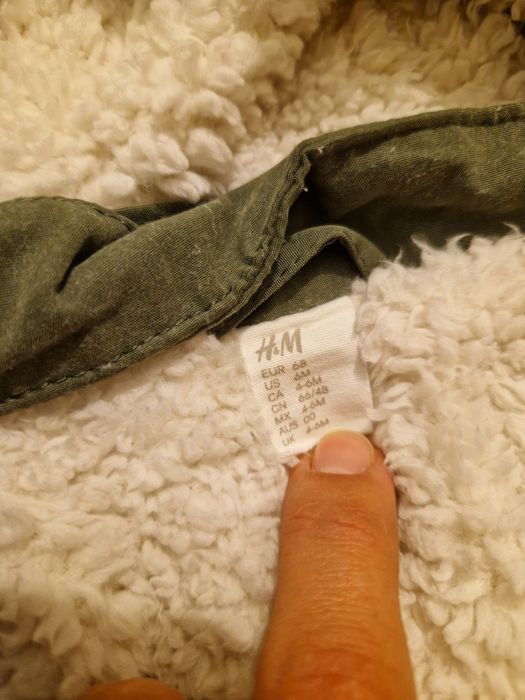 H&M
EUR 68
US 6M
CA 4-6M
CN 66/48
MX 4-6M
AUS 00
UK 4-6M